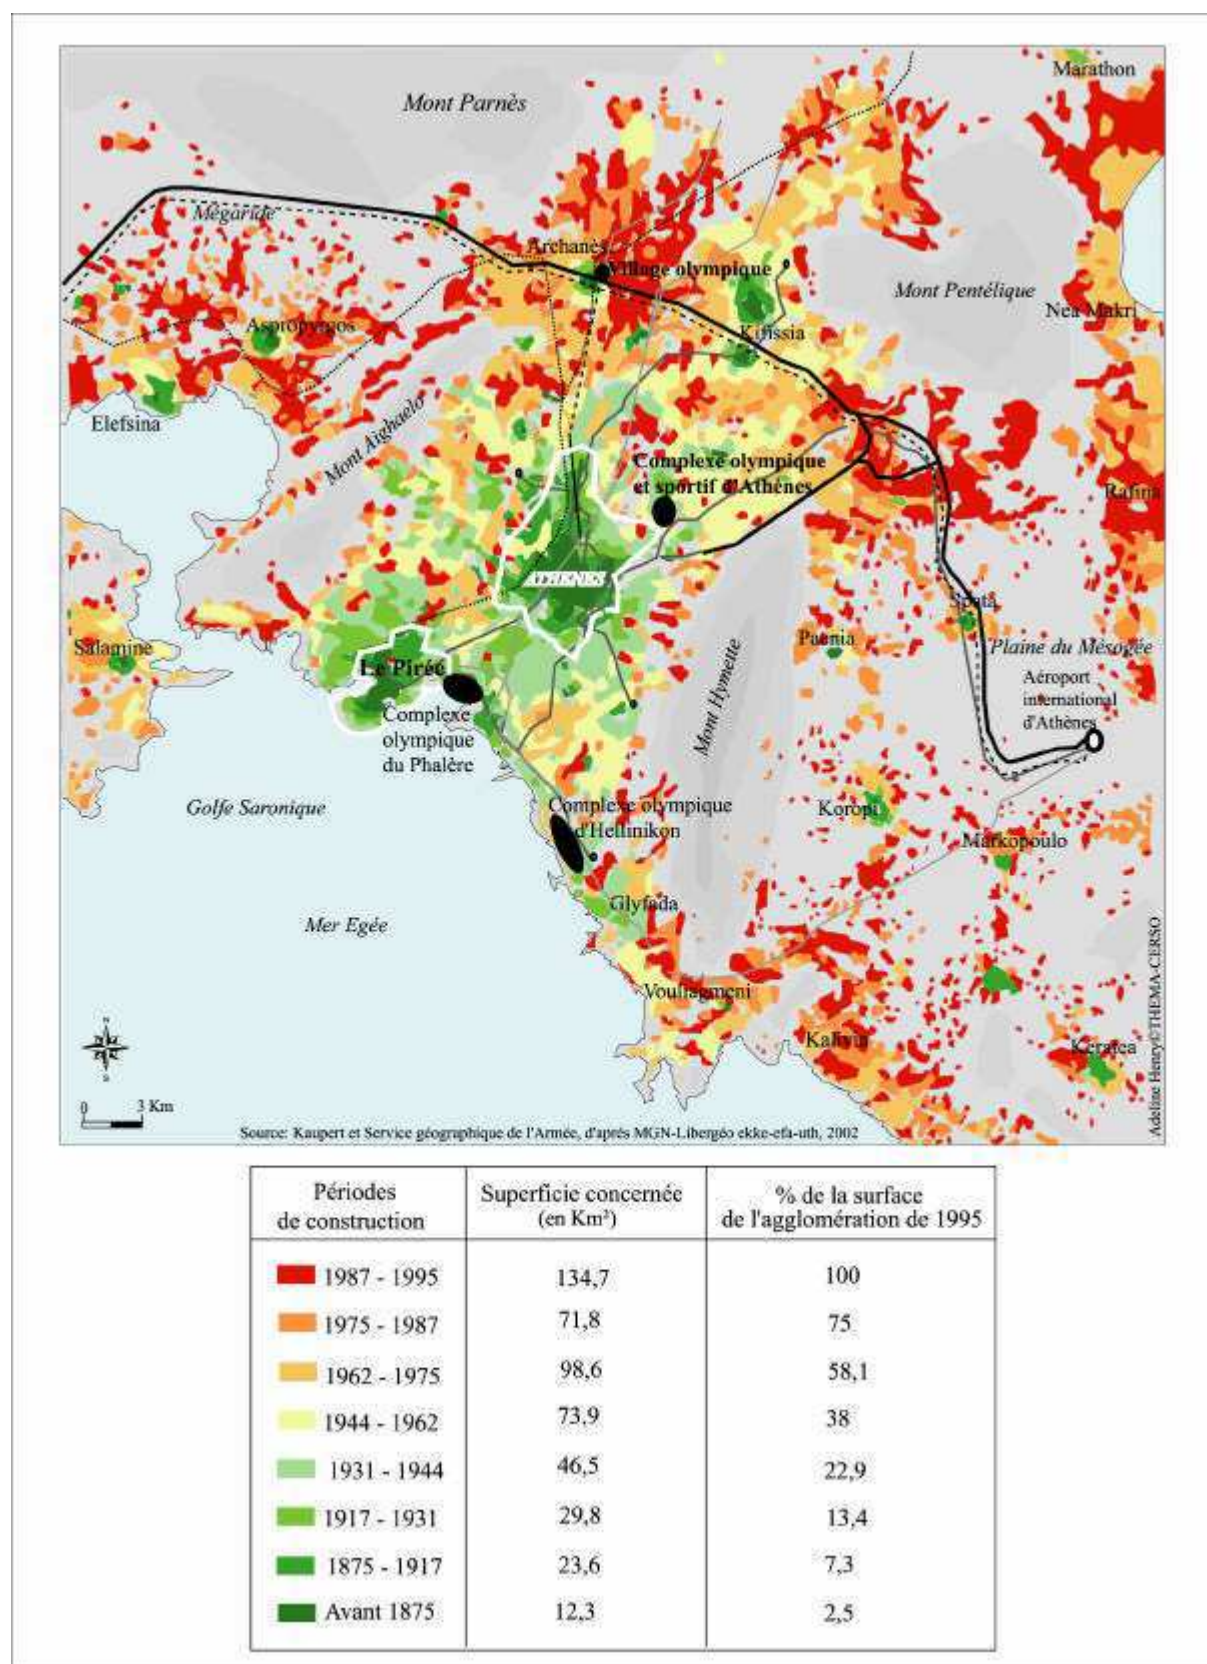 Marathon
Mont Parnès
Mégaride
Archanès
Village olympique
Mont Pentélique
Nea Makri
Aspropyrgos
Kifissia
Elefsina
Mont Aighaelo
Complexe olympique
et sportif d'Athénes
Rafina
ATHENES
Spata
Salamine
Paenia
Plaine du Mésogée
Le Pirée
Mont Hymette
Aéroport
international
d'Athènes
Complexe
olympique
du Phalère
Golfe Saronique
Complexe olympique
d'Hellinikon
Koropi
Markopoulo
Glyfada
Mer Egée
Vouliagmeni
Kalivia
Keratea
N
S
0 3 Km
Source: Kaupert et Service géographique de l'Armée, d'aprés MGN-Libergéo ekke-efa-uth, 2002
Adeline Henry©THEMA-CERSO
Périodes
de construction
Superficie concernée
(en Km²)
% de la surface
de l'agglomération de 1995
1987 - 1995 134,7 100
1975 - 1987 71,8 75
1962 - 1975 98,6 58,1
1944 - 1962 73,9 38
1931 - 1944 46,5 22,9
1917 - 1931 29,8 13,4
1875 - 1917 23,6 7,3
Avant 1875 12,3 2,5